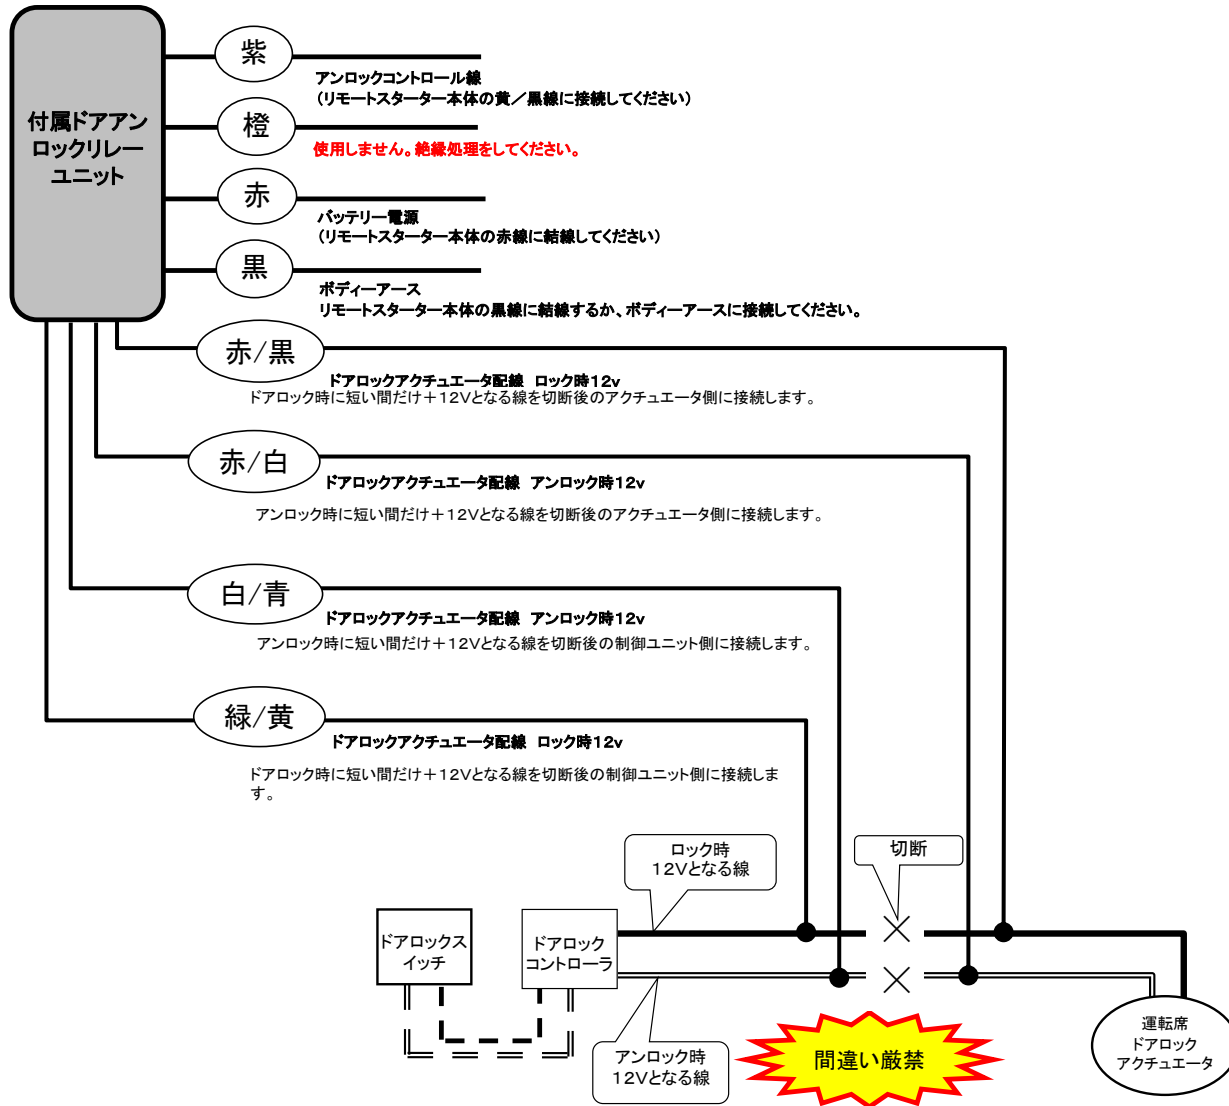 付属ドアアン
ロックリレー
ユニット
紫
アンロックコントロール線
(リモートスターター本体の黄／黒線に接続してください)
橙
使用しません。絶縁処理をしてください。
赤
バッテリー電源
(リモートスターター本体の赤線に結線してください)
黒
ボディーアース
リモートスターター本体の黒線に結線するか、ボディーアースに接続してください。
赤/黒
ドアロックアクチュエータ配線 ロック時12v
ドアロック時に短い間だけ＋12Vとなる線を切断後のアクチュエータ側に接続します。
赤/白
ドアロックアクチュエータ配線 アンロック時12v
アンロック時に短い間だけ＋12Vとなる線を切断後のアクチュエータ側に接続します。
白/青
ドアロックアクチュエータ配線 アンロック時12v
アンロック時に短い間だけ＋12Vとなる線を切断後の制御ユニット側に接続します。
緑/黄
ドアロックアクチュエータ配線 ロック時12v
ドアロック時に短い間だけ＋12Vとなる線を切断後の制御ユニット側に接続しま
す。
ロック時
12Vとなる線
切断
ドアロックス
イッチ
ドアロック
コントローラ
アンロック時
12Vとなる線
間違い厳禁
運転席
ドアロック
アクチュエータ